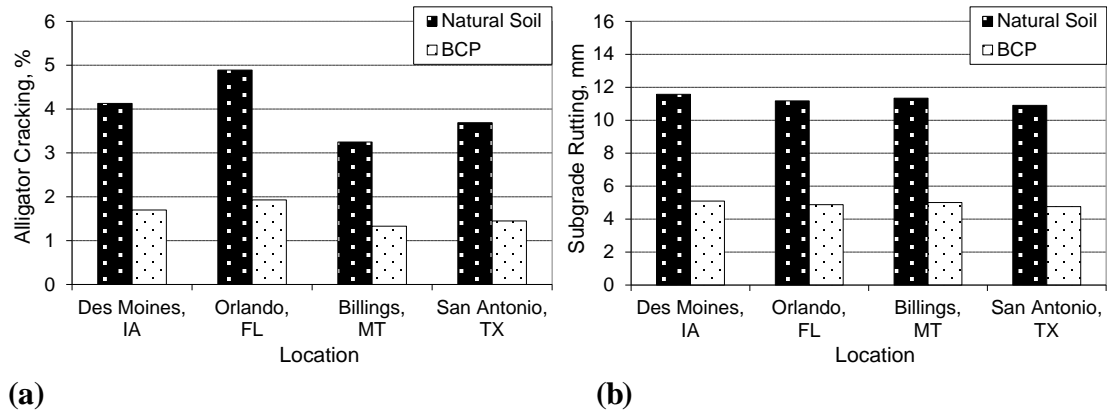 Alligator Cracking, %
6
5
4
3
2
1
0
Natural Soil
BCP
Des Moines, Orlando, Billings, San Antonio,
IA FL MT TX
Location
(a)
Subgrade Rutting, mm
16
14
12
10
8
6
4
2
0
Natural Soil
BCP
Des Moines, Orlando, Billings, San Antonio,
IA FL MT TX
Location
(b)